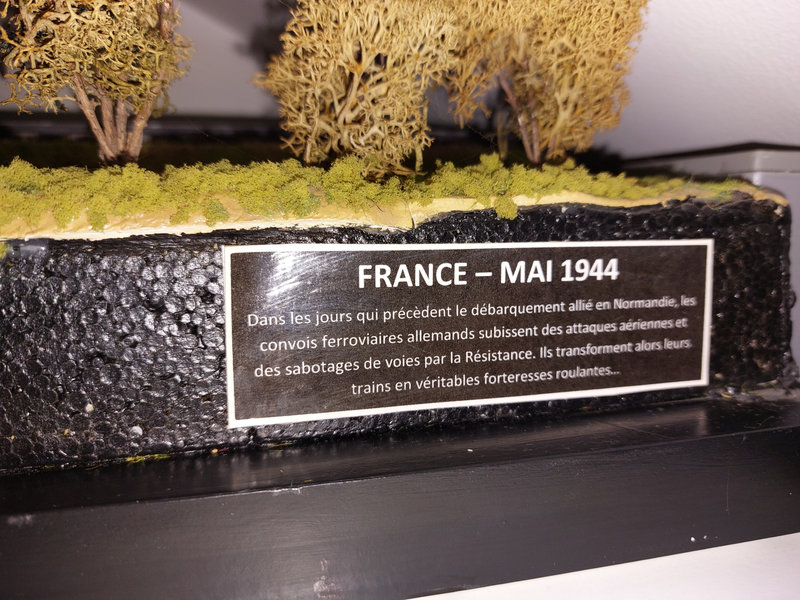 FRANCE – MAI 1944
Dans les jours qui précèdent le débarquement allié en Normandie, les
convois ferroviaires allemands subissent des attaques aériennes et
des sabotages de voies par la Résistance. Ils transforment alors leurs
trains en véritables forteresses roulantes...